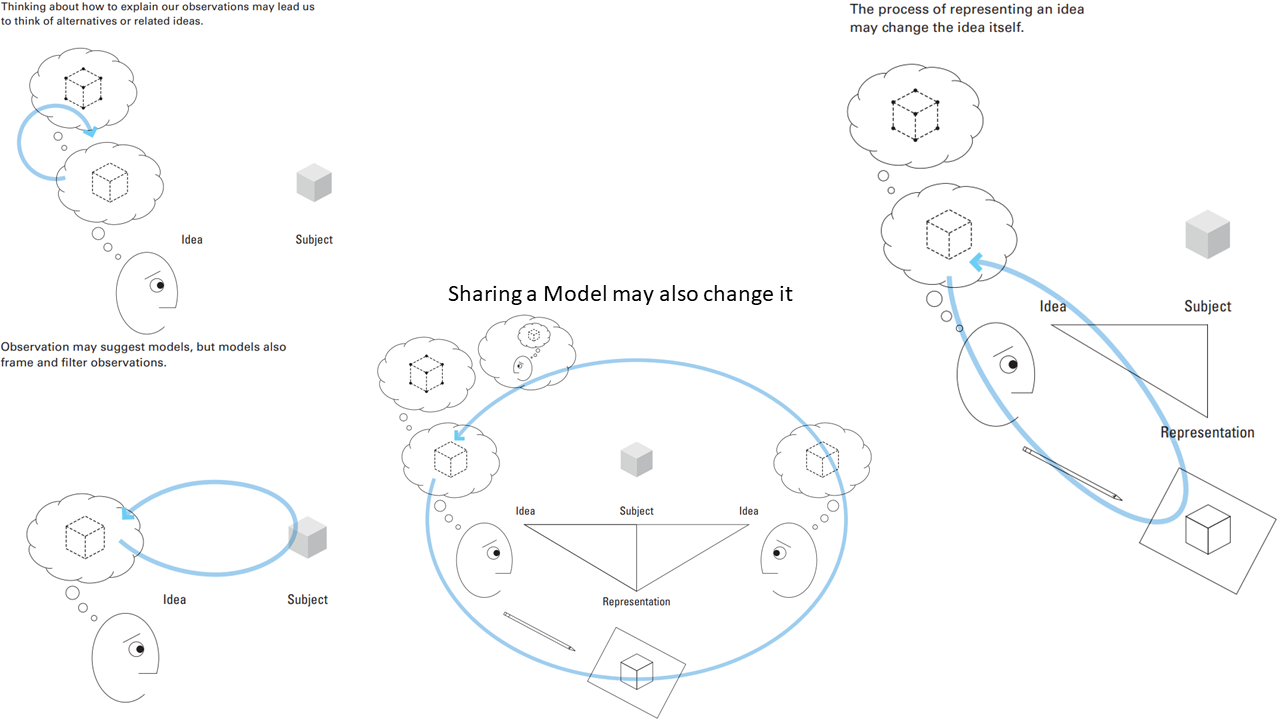 Thinking about how to explain our observations may lead us
to think of alternatives or related ideas.
Idea
Subject
Observation may suggest models, but models also
frame and filter observations.
Idea
Subject
Sharing a Model may also change it
Idea
Subject
Idea
Representation
The process of representing an idea
may change the idea itself.
Idea
Subject
Representation